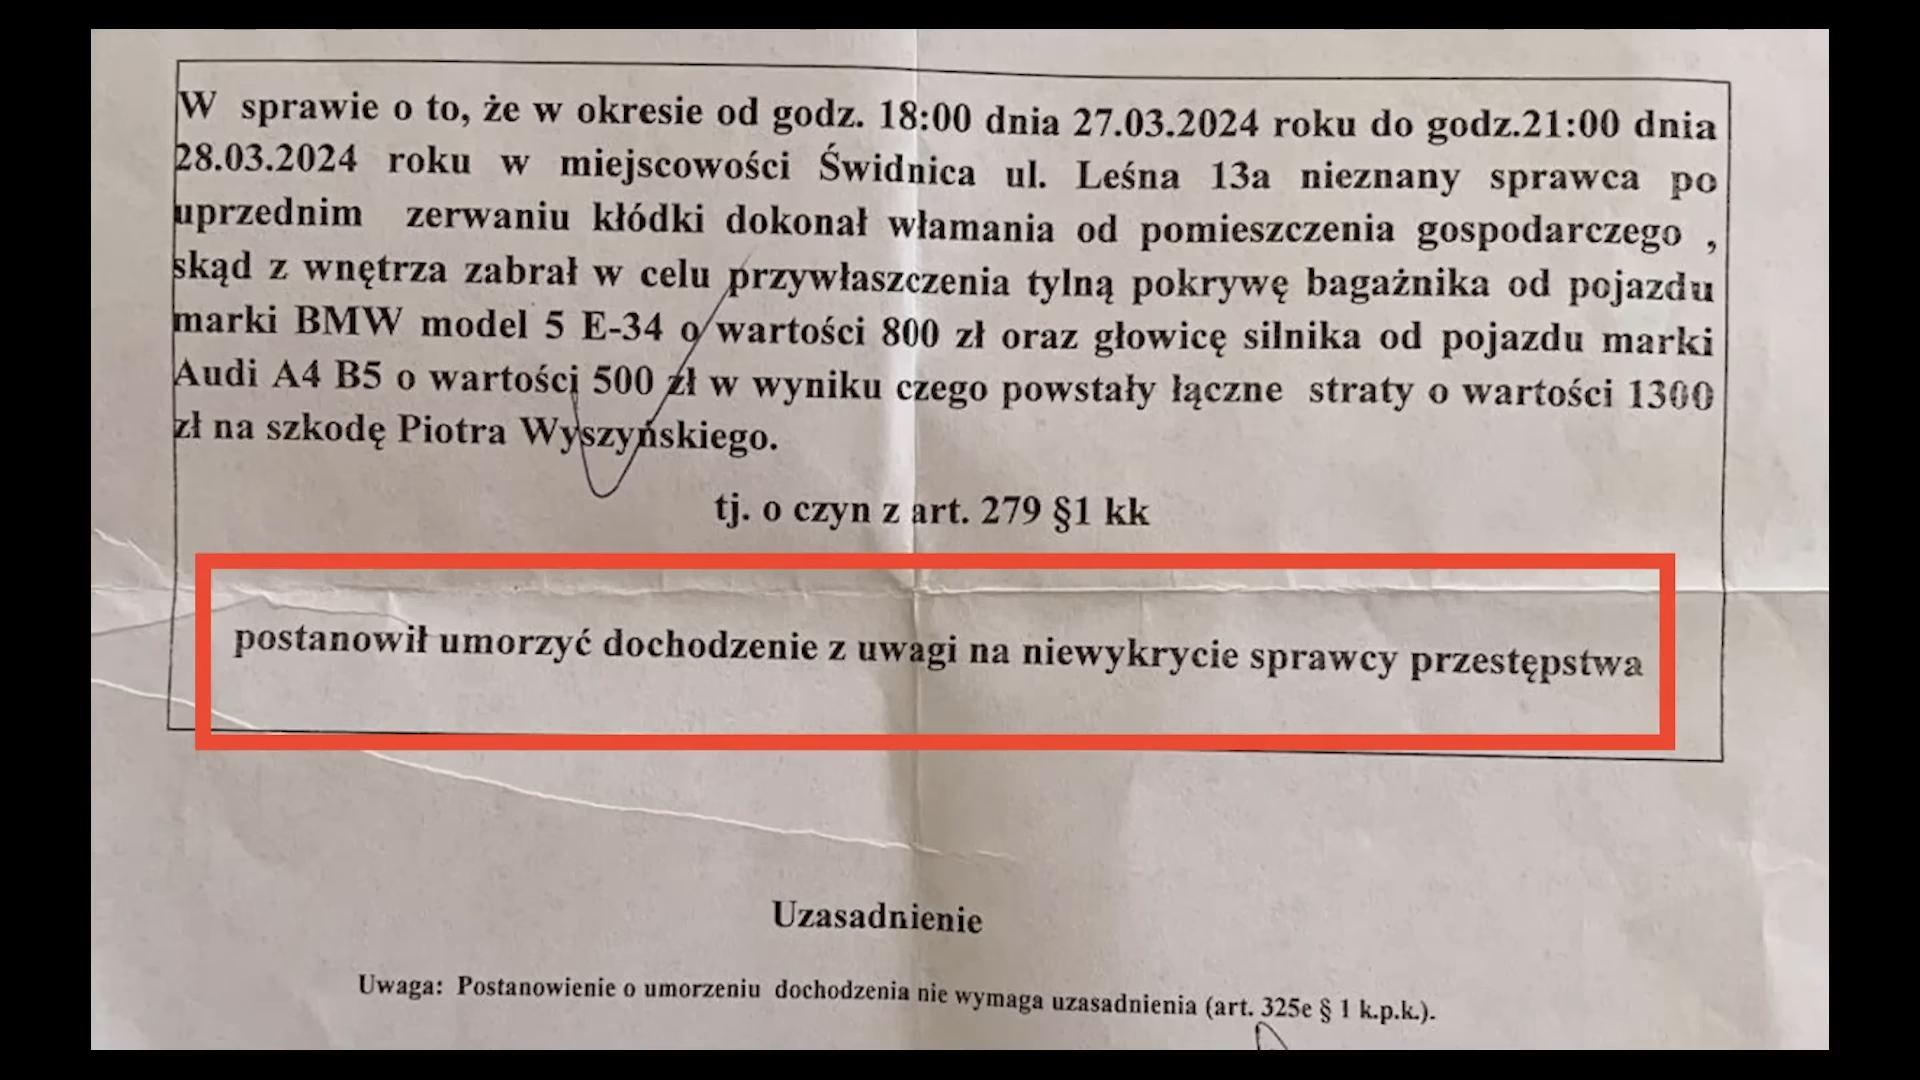 W sprawie o to, że w okresie od godz. 18:00 dnia 27.03.2024 roku do godz.21:00 dnia
28.03.2024 roku w miejscowości Świdnica ul. Leśna 13a nieznany sprawca po
uprzednim zerwaniu kłódki dokonał włamania od pomieszczenia gospodarczego ,
skąd z wnętrza zabrał w celu przywłaszczenia tylną pokrywę bagażnika od pojazdu
marki BMW model 5 E-34 o wartości 800 zł oraz głowicę silnika od pojazdu marki
Audi A4 B5 o wartości 500 zł w wyniku czego powstały łączne straty o wartości 1300
zł na szkodę Piotra Wyszyńskiego.
tj. o czyn z art. 279 §1 kk
postanowił umorzyć dochodzenie z uwagi na niewykrycie sprawcy przestępstwa
Uzasadnienie
Uwaga: Postanowienie o umorzeniu dochodzenia nie wymaga uzasadnienia (art. 325e § 1 k.p.k.).